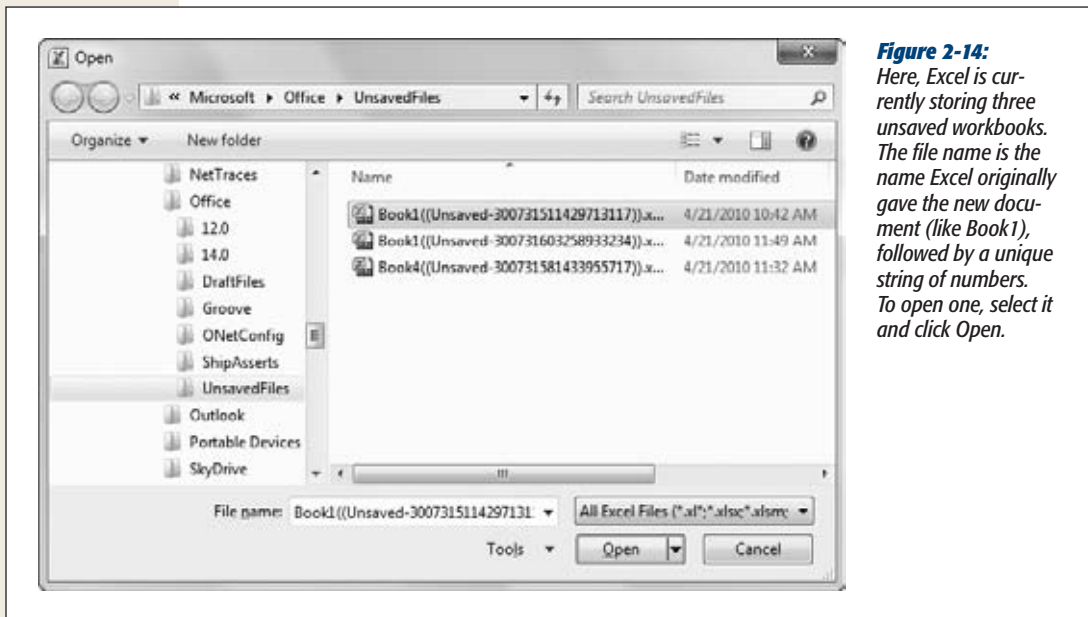 Open
« Microsoft ▸ Office ▸ UnsavedFiles
Search UnsavedFiles
Organize
New folder
NetTraces
Office
12.0
14.0
DraftFiles
Groove
ONetConfig
ShipAsserts
UnsavedFiles
Outlook
Portable Devices
SkyDrive
Name
Date modified
Book1((Unsaved-300731511429713117)).x... 4/21/2010 10:42 AM
Book1((Unsaved-300731603258933234)).x... 4/21/2010 11:49 AM
Book4((Unsaved-300731581433955717)).x... 4/21/2010 11:32 AM
File name:
Book1((Unsaved-3007315114297131
All Excel Files (*.xl*;*.xlsx;*.xlsm;
Tools
Open
Cancel
Figure 2-14:
Here, Excel is cur-
rently storing three
unsaved workbooks.
The file name is the
name Excel originally
gave the new docu-
ment (like Book1),
followed by a unique
string of numbers.
To open one, select it
and click Open.